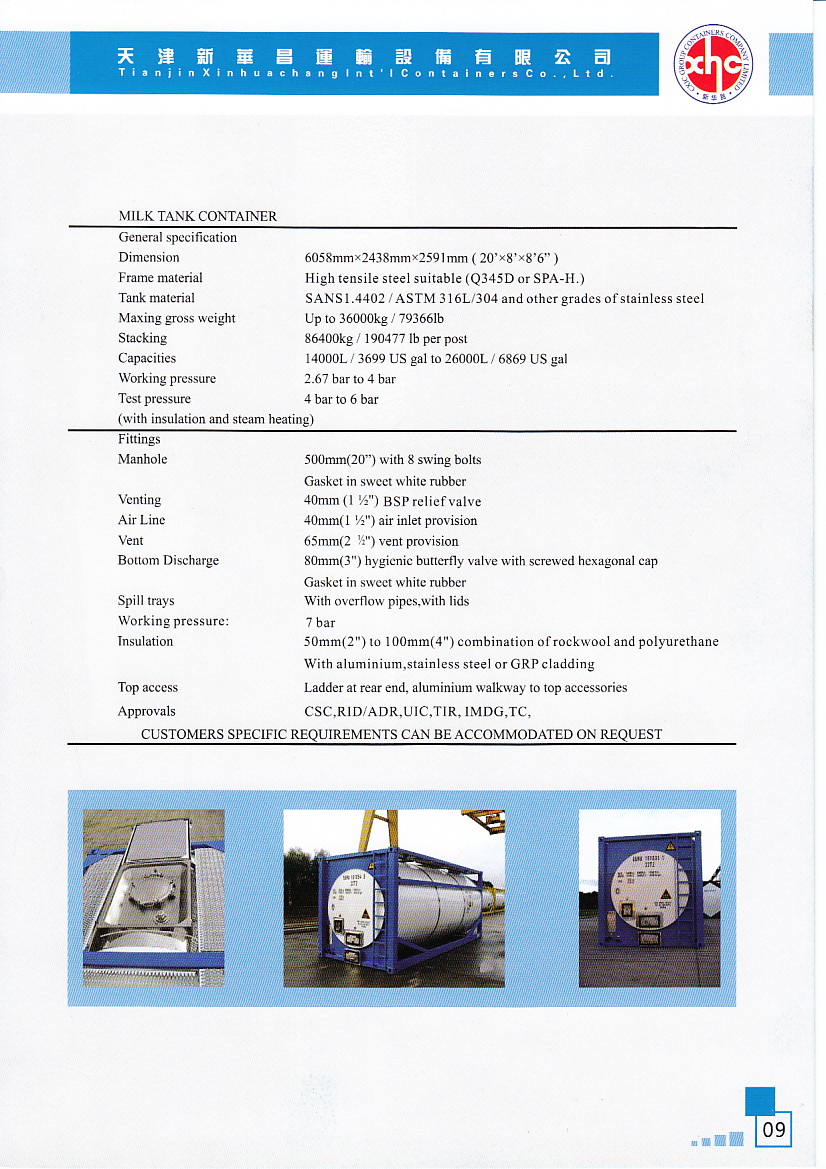 天津新華昌運輸設備有限公司
TianjinXinhuachangInt'lContainersCo.,Ltd.
CXIC GROUP CONTAINERS COMPANY LIMITED
xhc
新华昌
MILK TANK CONTAINER
General specification
Dimension 6058mm×2438mm×2591mm ( 20’×8’×8’6” )
Frame material High tensile steel suitable (Q345D or SPA-H.)
Tank material SANS1.4402 / ASTM 316L/304 and other grades of stainless steel
Maxing gross weight Up to 36000kg / 79366lb
Stacking 86400kg / 190477 lb per post
Capacities 14000L / 3699 US gal to 26000L / 6869 US gal
Working pressure 2.67 bar to 4 bar
Test pressure 4 bar to 6 bar
(with insulation and steam heating)
Fittings
Manhole 500mm(20”) with 8 swing bolts
Gasket in sweet white rubber
Venting 40mm (1 ½") BSP relief valve
Air Line 40mm(1 ½") air inlet provision
Vent 65mm(2 ½") vent provision
Bottom Discharge 80mm(3") hygienic butterfly valve with screwed hexagonal cap
Gasket in sweet white rubber
Spill trays With overflow pipes,with lids
Working pressure: 7 bar
Insulation 50mm(2") to 100mm(4") combination of rockwool and polyurethane
With aluminium,stainless steel or GRP cladding
Top access Ladder at rear end, aluminium walkway to top accessories
Approvals CSC,RID/ADR,UIC,TIR, IMDG,TC,
CUSTOMERS SPECIFIC REQUIREMENTS CAN BE ACCOMMODATED ON REQUEST
09